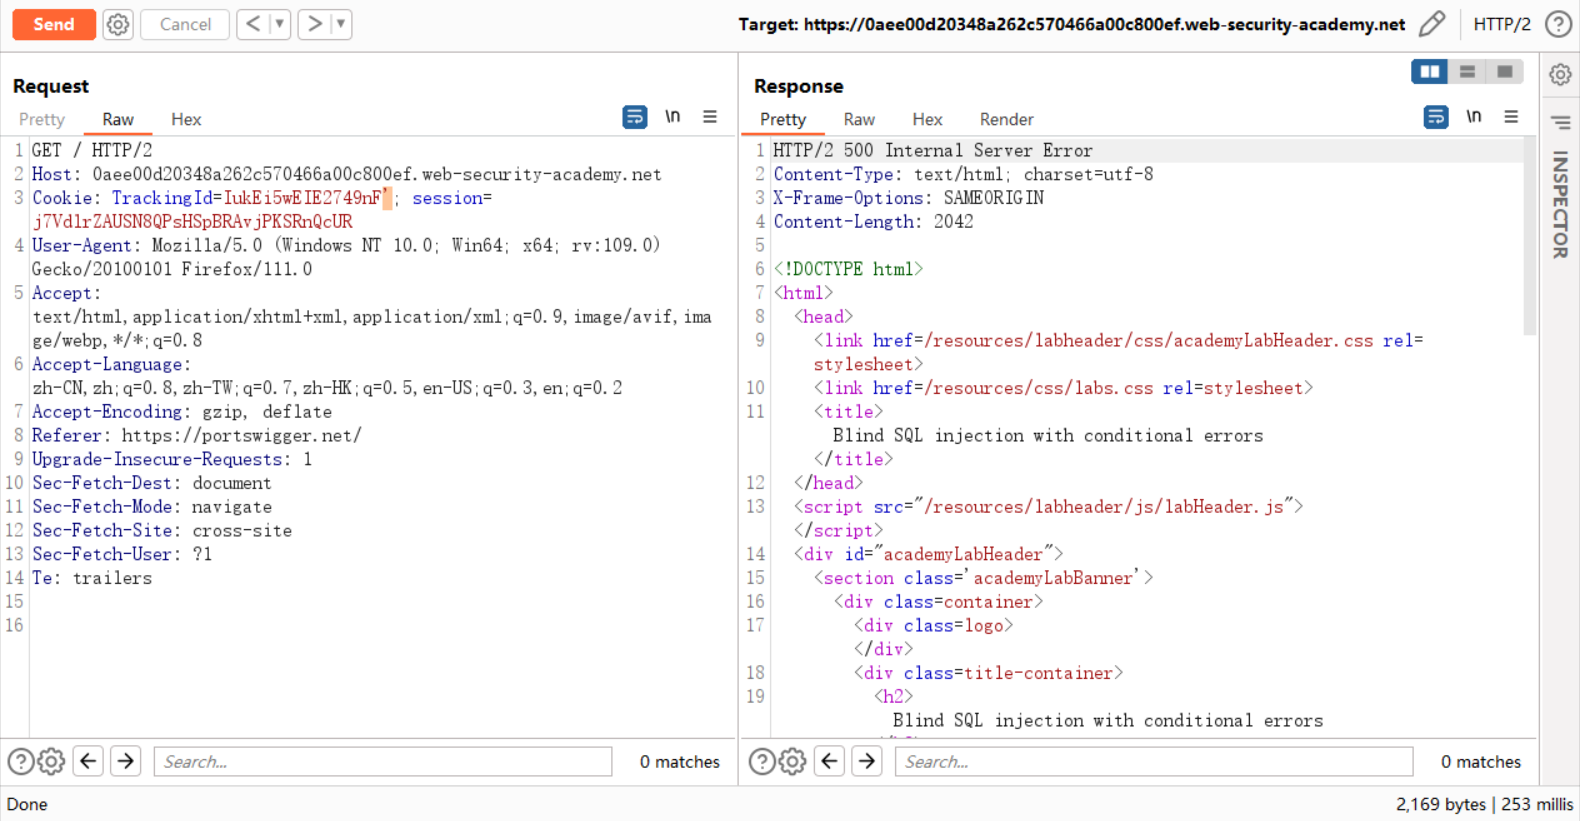 Send Cancel < > Target: https://0aee00d20348a262c570466a00c800ef.web-security-academy.net HTTP/2
Request
Pretty Raw Hex \n
1 GET / HTTP/2
2 Host: 0aee00d20348a262c570466a00c800ef.web-security-academy.net
3 Cookie: TrackingId=IukEi5wEIE2749nF'; session=
j7Vd1rZAUSN8QPsHSpBRAvjPKSRnQcUR
4 User-Agent: Mozilla/5.0 (Windows NT 10.0; Win64; x64; rv:109.0)
Gecko/20100101 Firefox/111.0
5 Accept:
text/html,application/xhtml+xml,application/xml;q=0.9,image/avif,ima
ge/webp,*/*;q=0.8
6 Accept-Language:
zh-CN,zh;q=0.8,zh-TW;q=0.7,zh-HK;q=0.5,en-US;q=0.3,en;q=0.2
7 Accept-Encoding: gzip, deflate
8 Referer: https://portswigger.net/
9 Upgrade-Insecure-Requests: 1
10 Sec-Fetch-Dest: document
11 Sec-Fetch-Mode: navigate
12 Sec-Fetch-Site: cross-site
13 Sec-Fetch-User: ?1
14 Te: trailers
15
16
Search... 0 matches
Response
Pretty Raw Hex Render \n
1 HTTP/2 500 Internal Server Error
2 Content-Type: text/html; charset=utf-8
3 X-Frame-Options: SAMEORIGIN
4 Content-Length: 2042
5
6 <!DOCTYPE html>
7 <html>
8 <head>
9 <link href=/resources/labheader/css/academyLabHeader.css rel=
stylesheet>
10 <link href=/resources/css/labs.css rel=stylesheet>
11 <title>
Blind SQL injection with conditional errors
</title>
12 </head>
13 <script src="/resources/labheader/js/labHeader.js">
</script>
14 <div id="academyLabHeader">
15 <section class='academyLabBanner'>
16 <div class=container>
17 <div class=logo>
</div>
18 <div class=title-container>
19 <h2>
Blind SQL injection with conditional errors
Search... 0 matches
INSPECTOR
Done 2,169 bytes | 253 millis